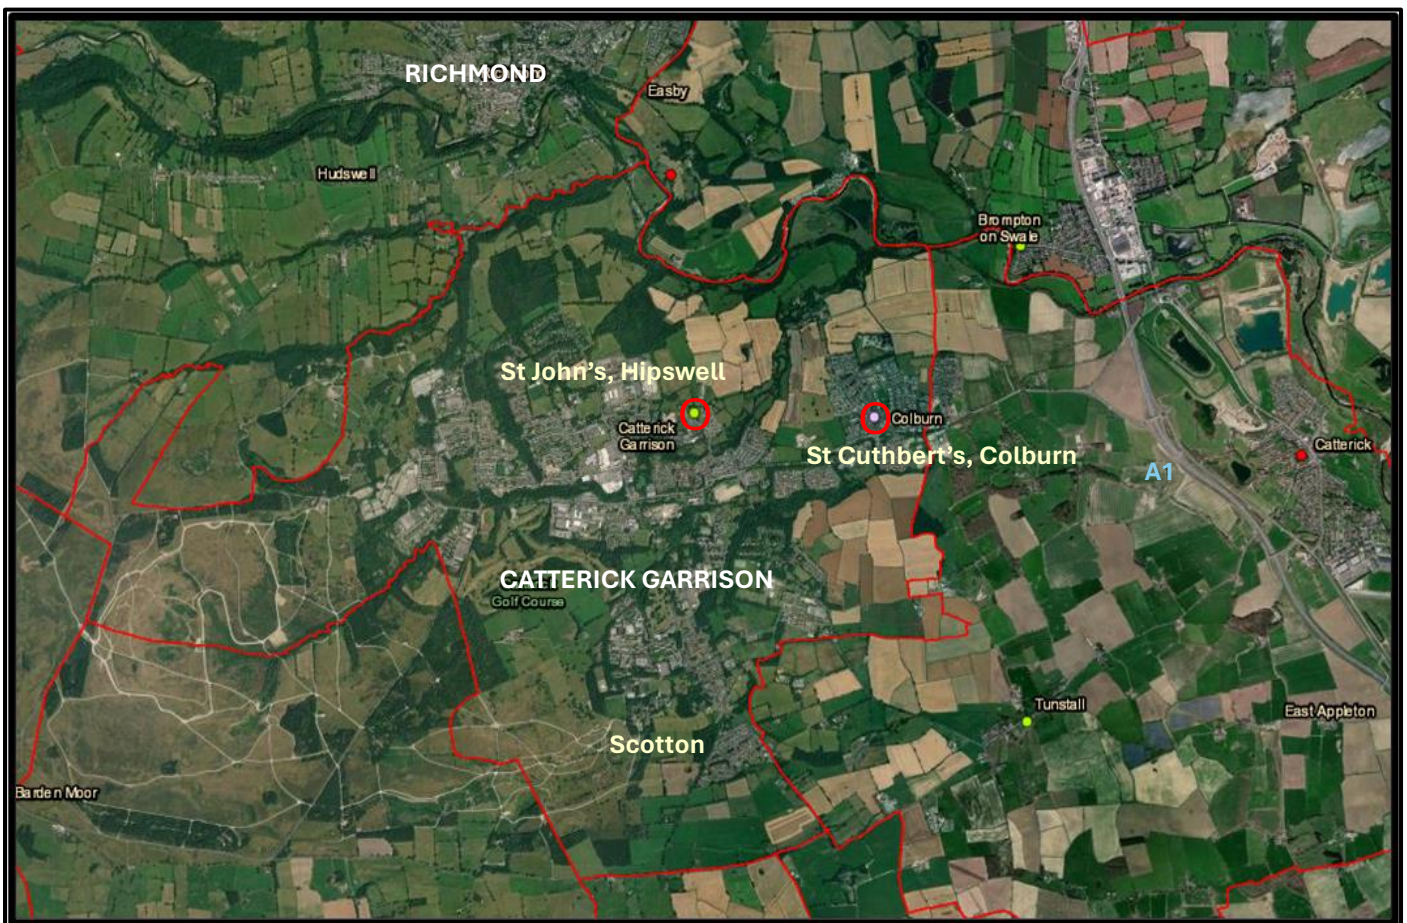 RICHMOND
Easby
Hudswell
Brompton
on Swale
St John's, Hipswell
Catterick
Garrison
Colburn
St Cuthbert's, Colburn
A1
Catterick
CATTERICK GARRISON
Golf Course
Tunstall
East Appleton
Scotton
Barden Moor